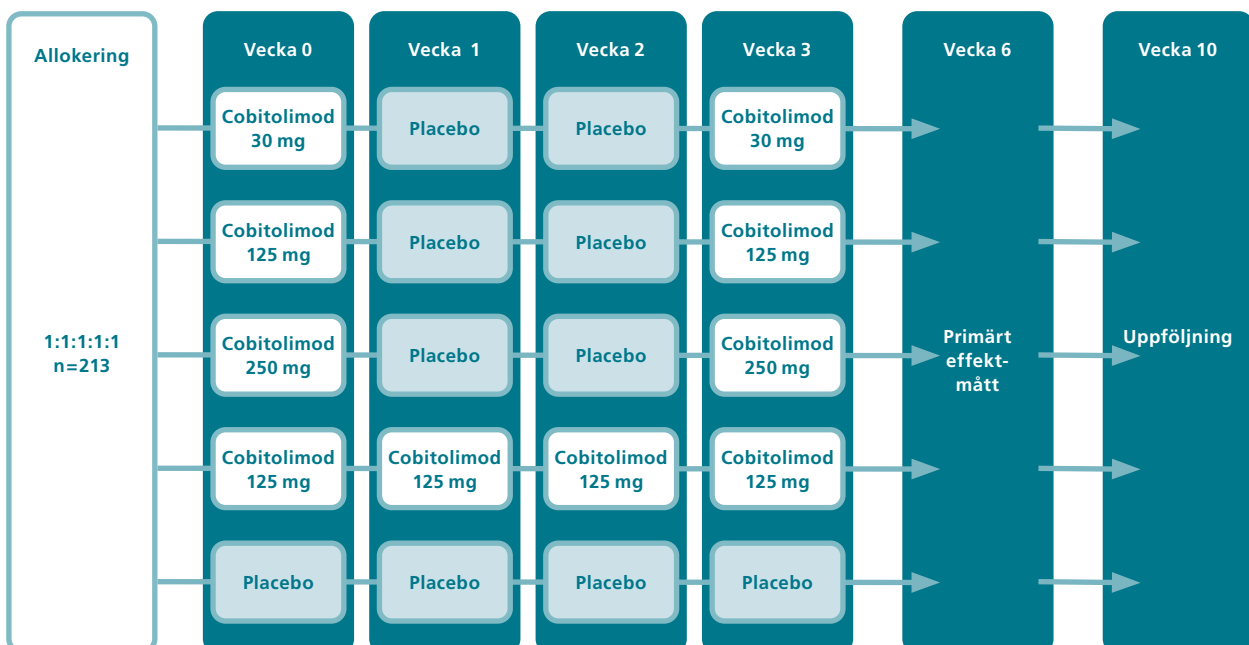 Allokering
Vecka 0
Vecka 1
Vecka 2
Vecka 3
Vecka 6
Vecka 10
Cobitolimod
30 mg
Placebo
Placebo
Cobitolimod
30 mg
Cobitolimod
125 mg
Placebo
Placebo
Cobitolimod
125 mg
1:1:1:1:1
n=213
Cobitolimod
250 mg
Placebo
Placebo
Cobitolimod
250 mg
Primärt
effekt-
mått
Uppföljning
Cobitolimod
125 mg
Cobitolimod
125 mg
Cobitolimod
125 mg
Cobitolimod
125 mg
Placebo
Placebo
Placebo
Placebo